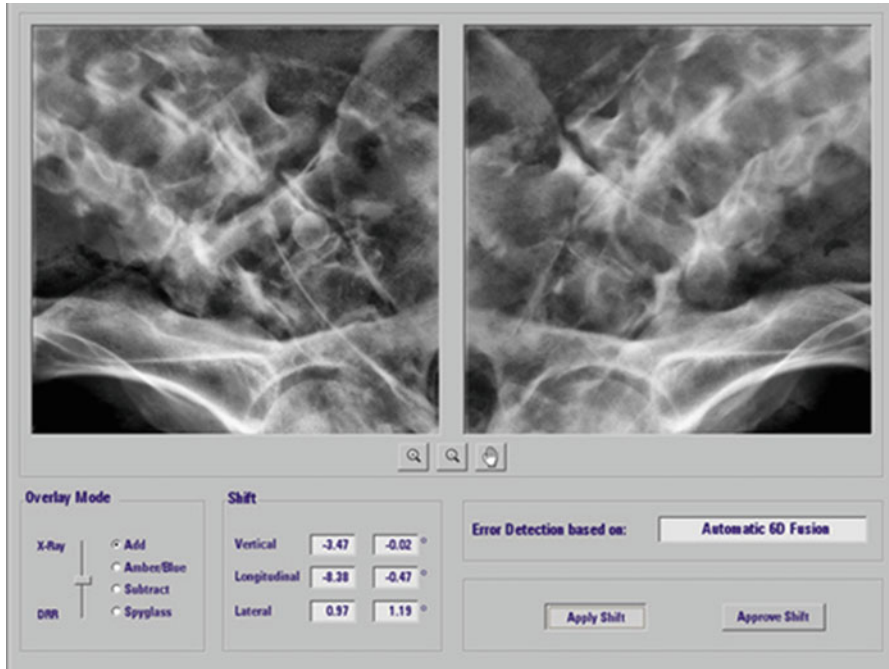 Overlay Mode
X-Ray
DRR
Add
Amber/Blue
Subtract
Spyglass
Shift
Vertical -3.47 -0.02 °
Longitudinal -8.38 -0.47 °
Lateral 0.97 1.19 °
Error Detection based on: Automatic 6D Fusion
Apply Shift Approve Shift